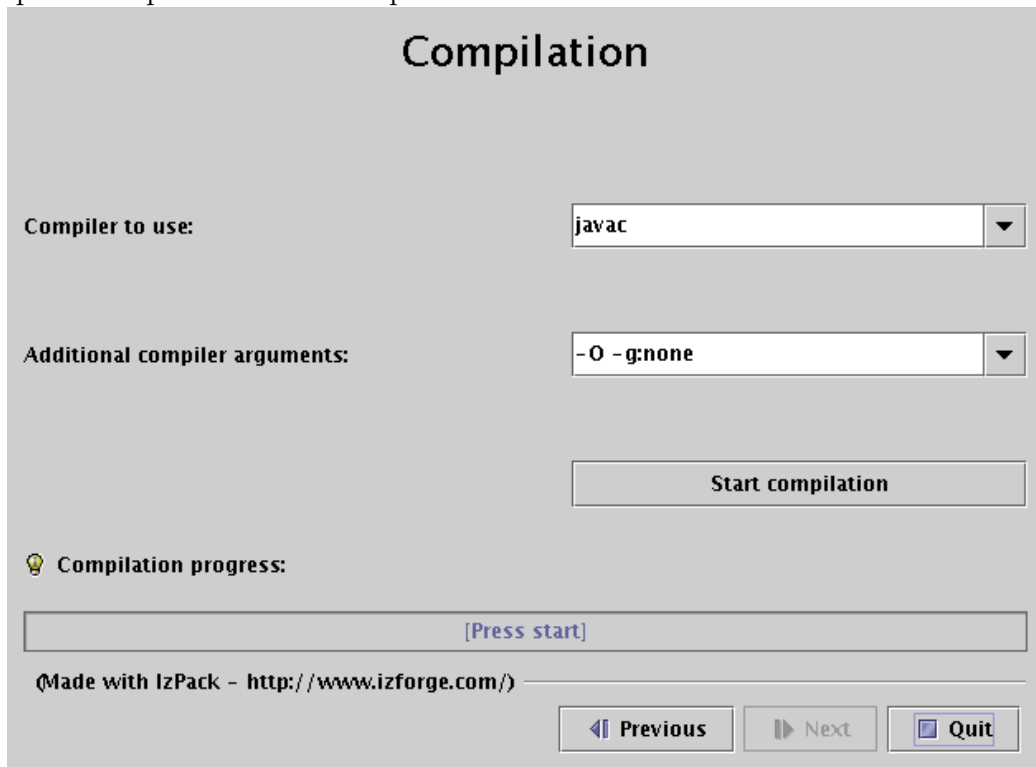 Compilation
Compiler to use:
javac
Additional compiler arguments:
-O -g:none
Start compilation
Compilation progress:
[Press start]
(Made with IzPack - http://www.izforge.com/)
Previous
Next
Quit